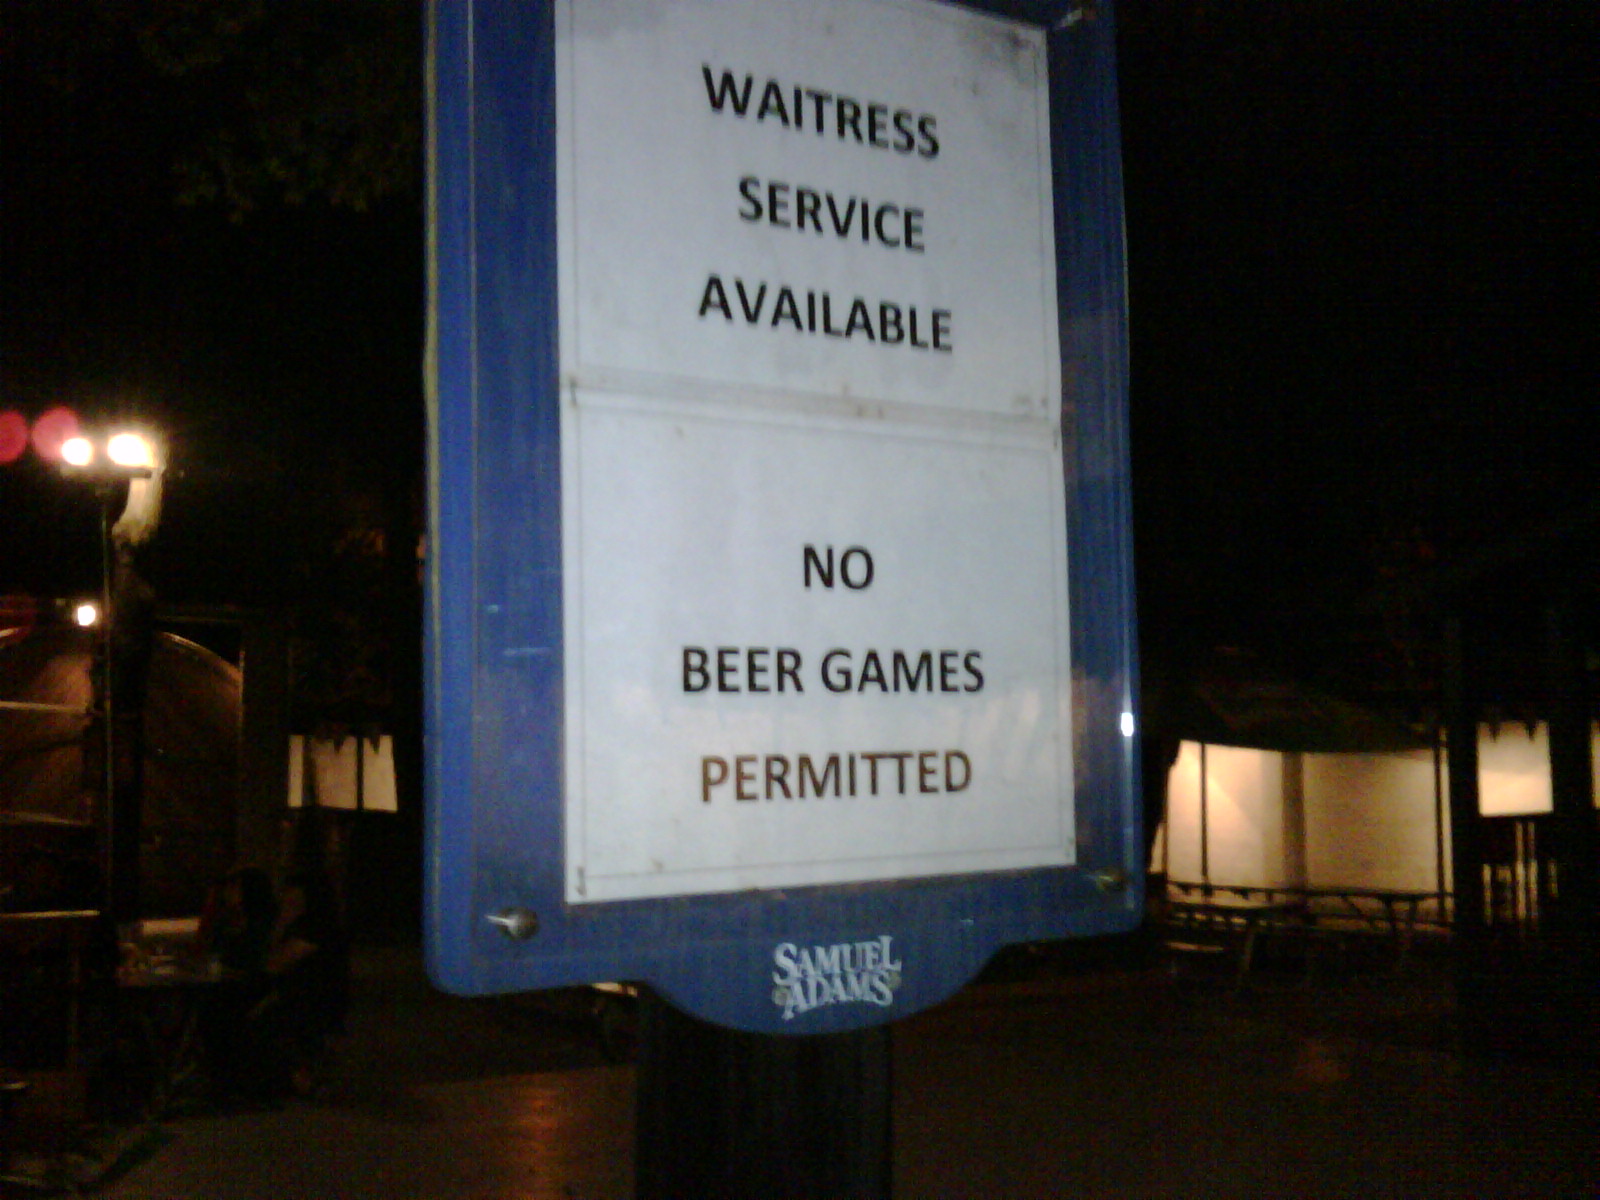 WAITRESS
SERVICE
AVAILABLE
NO
BEER GAMES
PERMITTED
SAMUEL
ADAMS